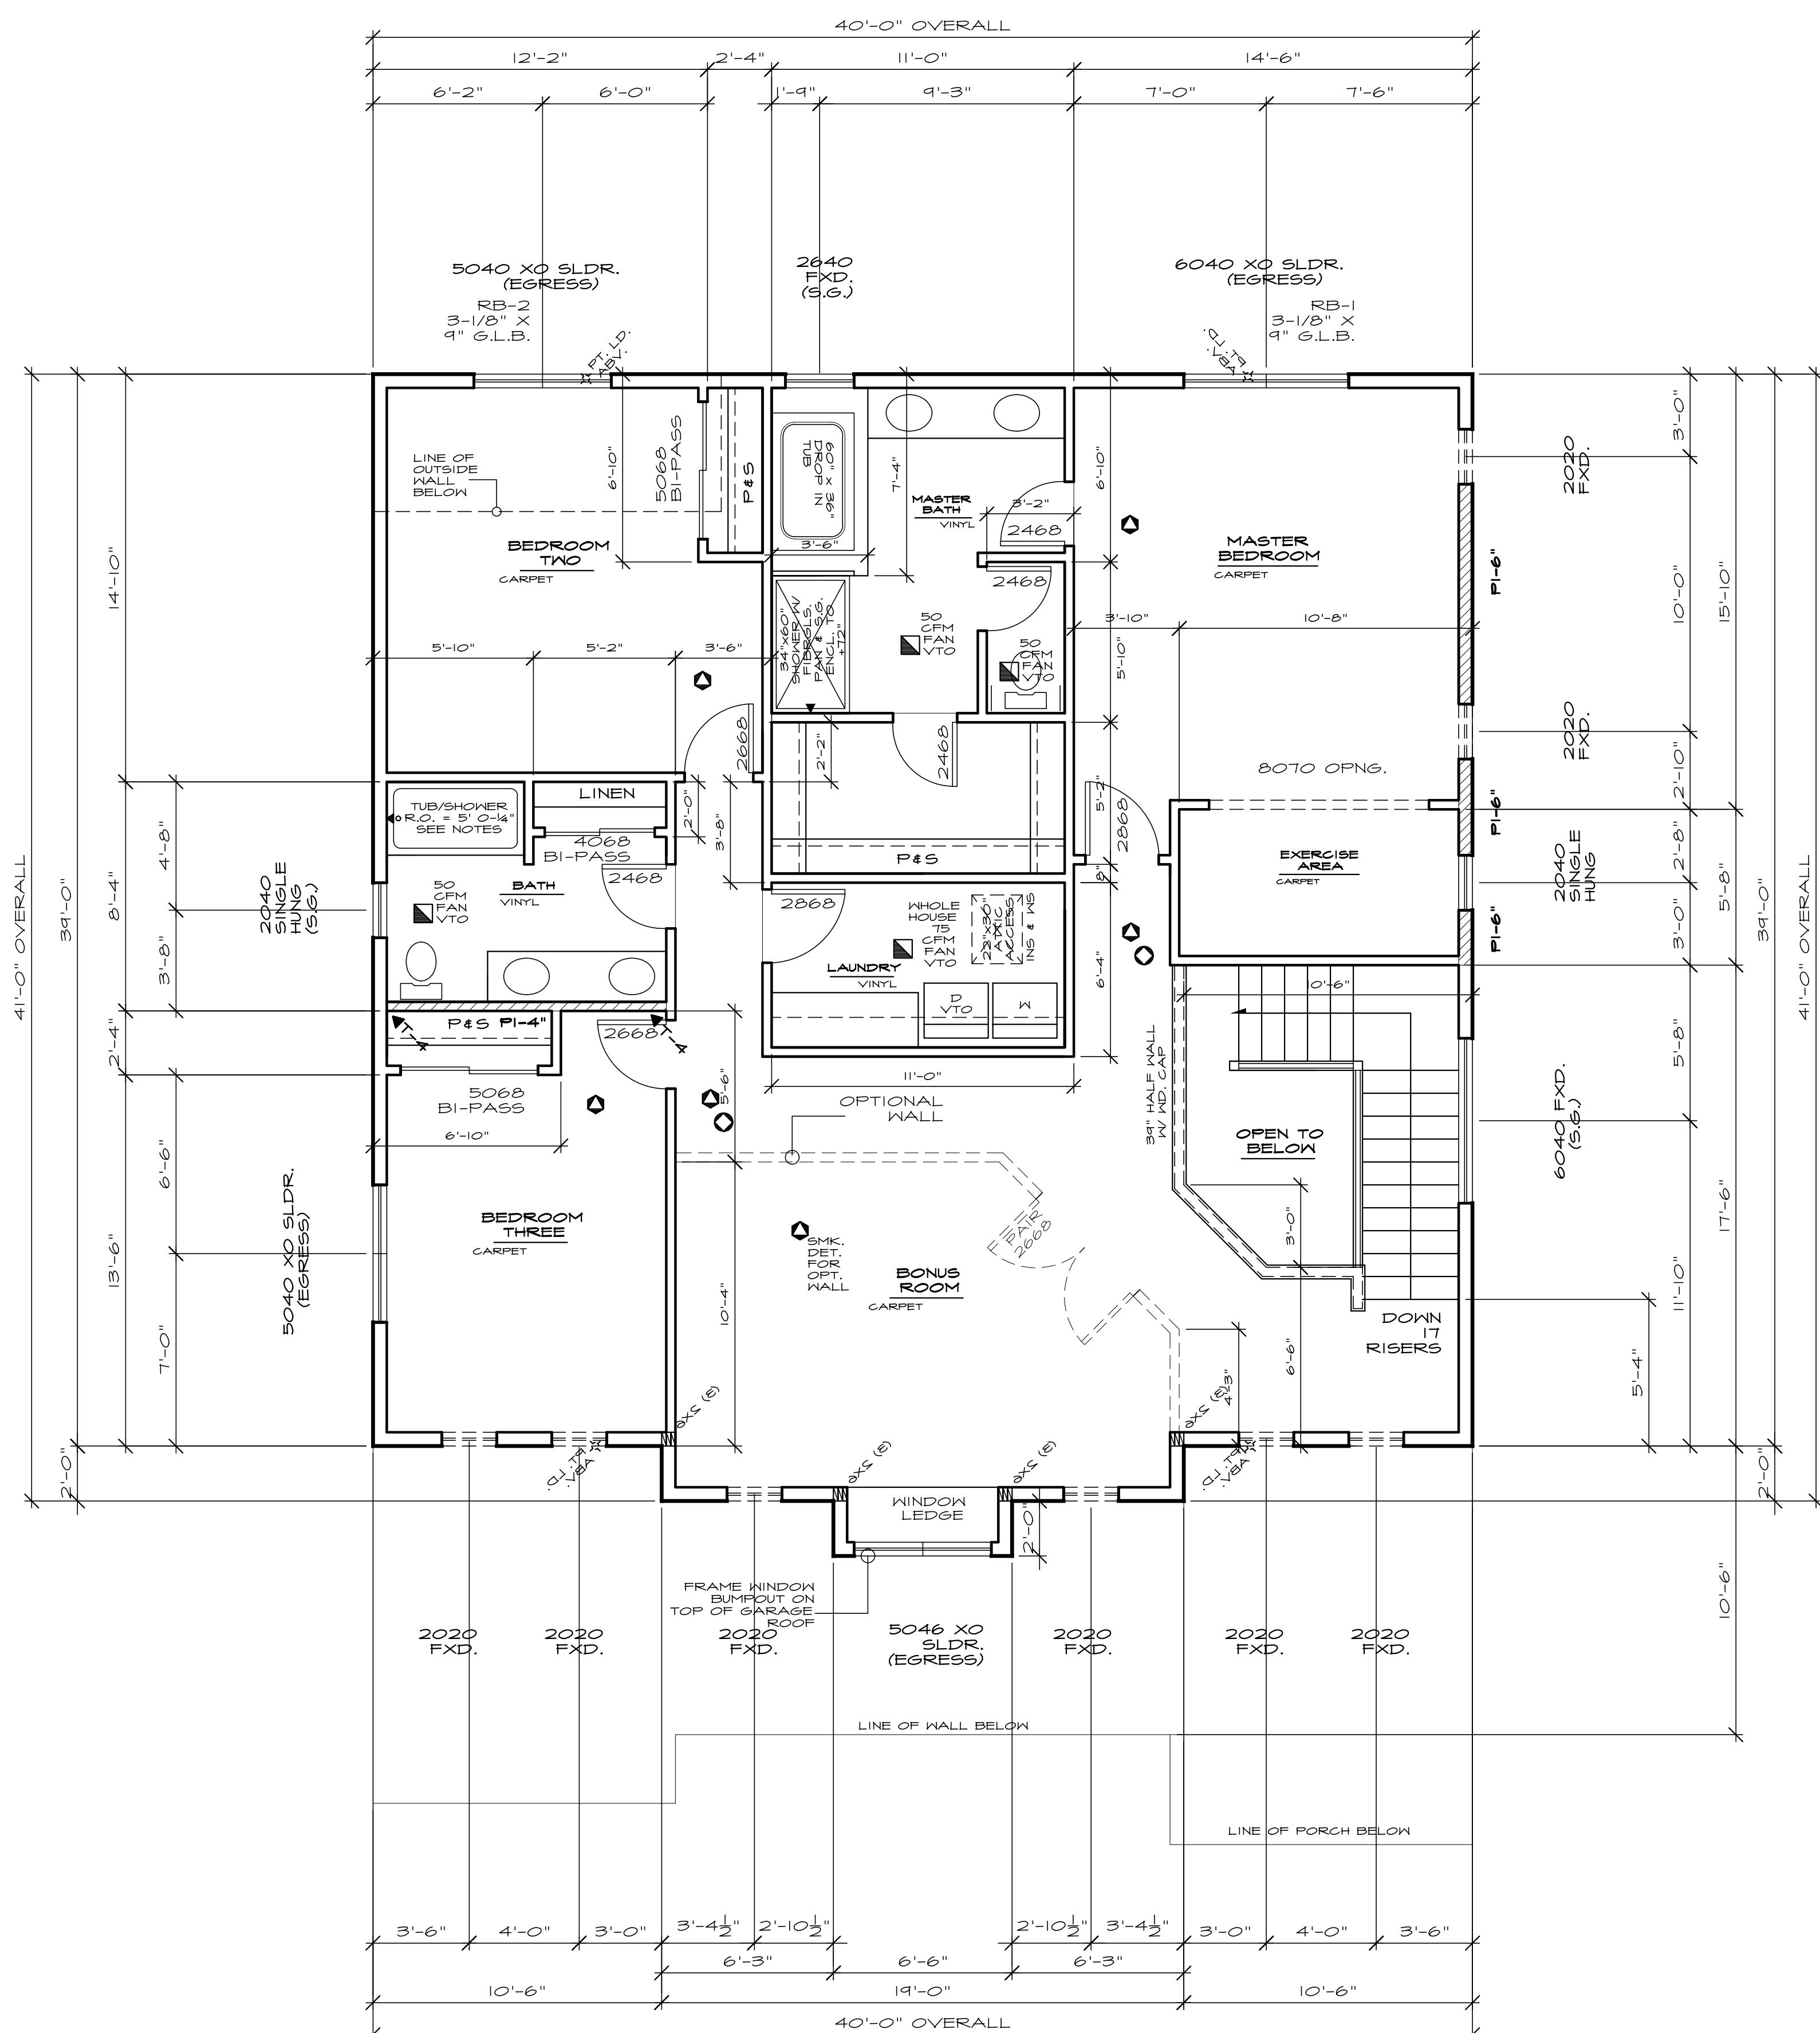 40'-0" OVERALL
12'-2"
2'-4"
11'-0"
14'-6"
6'-2"
6'-0"
1'-9"
9'-3"
7'-0"
7'-6"
5040 XO SLDR.
(EGRESS)
RB-2
3-1/8" X
9" G.L.B.
2640
FXD.
(S.G.)
6040 XO SLDR.
(EGRESS)
RB-1
3-1/8" X
9" G.L.B.
PT. LD.
ABV.
PT. LD.
ABV.
41'-0" OVERALL
39'-0"
14'-10"
8'-4"
4'-8"
3'-8"
2'-4"
13'-6"
6'-6"
7'-0"
2'-0"
2040
SINGLE
HUNG
(S.G.)
5040 XO SLDR.
(EGRESS)
LINE OF
OUTSIDE
WALL
BELOW
6'-10"
5068
BI-PASS
P&S
BEDROOM
TWO
CARPET
5'-10"
5'-2"
3'-6"
2668
60" X 36"
DROP IN
TUB
3'-6"
7'-4"
MASTER
BATH
VINYL
3'-2"
2468
2468
6'-10"
34"x60"
SHOWER W/
FIBRGLS.
PAN & S.G.
ENCL. TO
+72"
50
CFM
FAN
VTO
50
CFM
FAN
VTO
5'-10"
MASTER
BEDROOM
CARPET
3'-10"
10'-8"
2'-2"
2468
P&S
5'-2"
2868
8"
8070 OPNG.
EXERCISE
AREA
CARPET
TUB/SHOWER
R.O. = 5' 0-1/4"
SEE NOTES
LINEN
2'-0"
3'-8"
4068
BI-PASS
2468
50
CFM
FAN
VTO
BATH
VINYL
2868
WHOLE
HOUSE
75
CFM
FAN
VTO
22"x30"
ATTIC
ACCESS
INS & WS
LAUNDRY
VINYL
D
VTO
W
6'-4"
11'-0"
P&S
P1-4"
T-4
T-4
2668
5068
BI-PASS
6'-10"
5'-6"
OPTIONAL
WALL
39" HALF WALL
W/ WD. CAP
10'-6"
OPEN TO
BELOW
3'-0"
6'-6"
4'-3"
DOWN
17
RISERS
BEDROOM
THREE
CARPET
10'-4"
SMK.
DET.
FOR
OPT.
WALL
PAIR
2668
BONUS
ROOM
CARPET
(3) 2X6
(3) 2X6
(3) 2X6
(3) 2X6
PT. LD.
ABV.
PT. LD.
ABV.
WINDOW
LEDGE
2'-0"
FRAME WINDOW
BUMPOUT ON
TOP OF GARAGE
ROOF
2020
FXD.
P1-6"
2020
FXD.
P1-6"
2040
SINGLE
HUNG
P1-6"
6040 FXD.
(S.G.)
3'-0"
10'-0"
2'-10"
2'-8"
3'-0"
5'-8"
11'-10"
5'-4"
15'-10"
5'-8"
17'-6"
10'-6"
39'-0"
2'-0"
41'-0" OVERALL
2020
FXD.
2020
FXD.
2020
FXD.
5046 XO
SLDR.
(EGRESS)
2020
FXD.
2020
FXD.
2020
FXD.
LINE OF WALL BELOW
LINE OF PORCH BELOW
3'-6"
4'-0"
3'-0"
3'-4 1/2"
2'-10 1/2"
2'-10 1/2"
3'-4 1/2"
3'-0"
4'-0"
3'-6"
6'-3"
6'-6"
6'-3"
10'-6"
19'-0"
10'-6"
40'-0" OVERALL